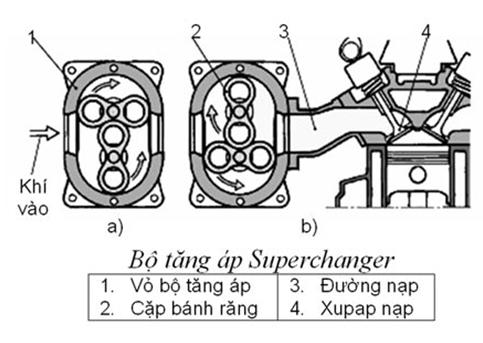 1
2
3
4
Khí
vào
a)
b)
Bộ tăng áp Superchanger
1. Vỏ bộ tăng áp
2. Cặp bánh răng
3. Đường nạp
4. Xupap nạp